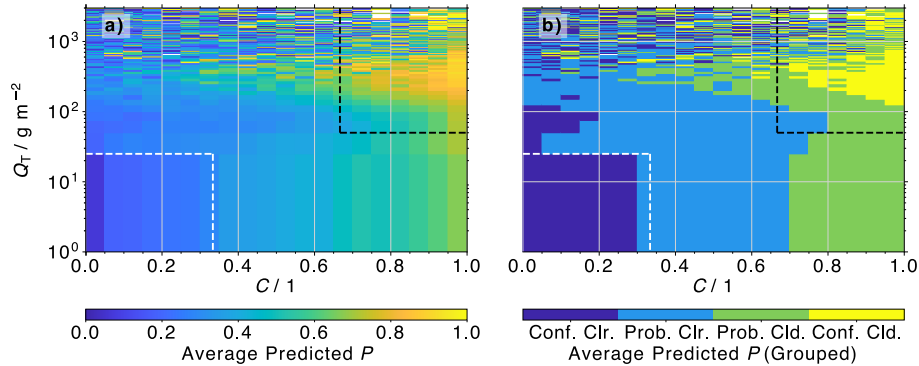 a)
b)
10³
10²
10¹
10⁰
Q_T / g m⁻²
0.0 0.2 0.4 0.6 0.8 1.0
C / 1
0.0 0.2 0.4 0.6 0.8 1.0
C / 1
0.0 0.2 0.4 0.6 0.8 1.0
Average Predicted P
Conf. Clr. Prob. Clr. Prob. Cld. Conf. Cld.
Average Predicted P (Grouped)